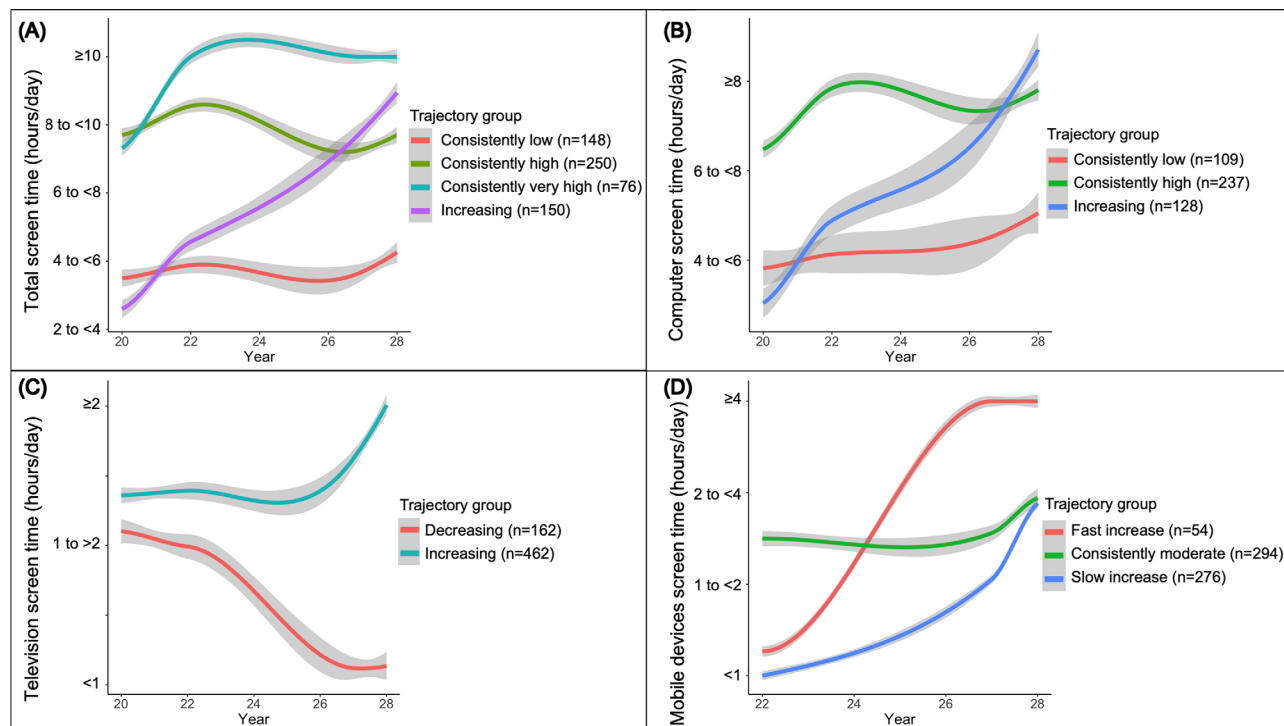 (A)
Total screen time (hours/day)
≥10
8 to <10
6 to <8
4 to <6
2 to <4
20
22
24
26
28
Year
Trajectory group
Consistently low (n=148)
Consistently high (n=250)
Consistently very high (n=76)
Increasing (n=150)
(B)
Computer screen time (hours/day)
≥8
6 to <8
4 to <6
20
22
24
26
28
Year
Trajectory group
Consistently low (n=109)
Consistently high (n=237)
Increasing (n=128)
(C)
Television screen time (hours/day)
≥2
1 to >2
<1
20
22
24
26
28
Year
Trajectory group
Decreasing (n=162)
Increasing (n=462)
(D)
Mobile devices screen time (hours/day)
≥4
2 to <4
1 to <2
<1
22
24
26
28
Year
Trajectory group
Fast increase (n=54)
Consistently moderate (n=294)
Slow increase (n=276)